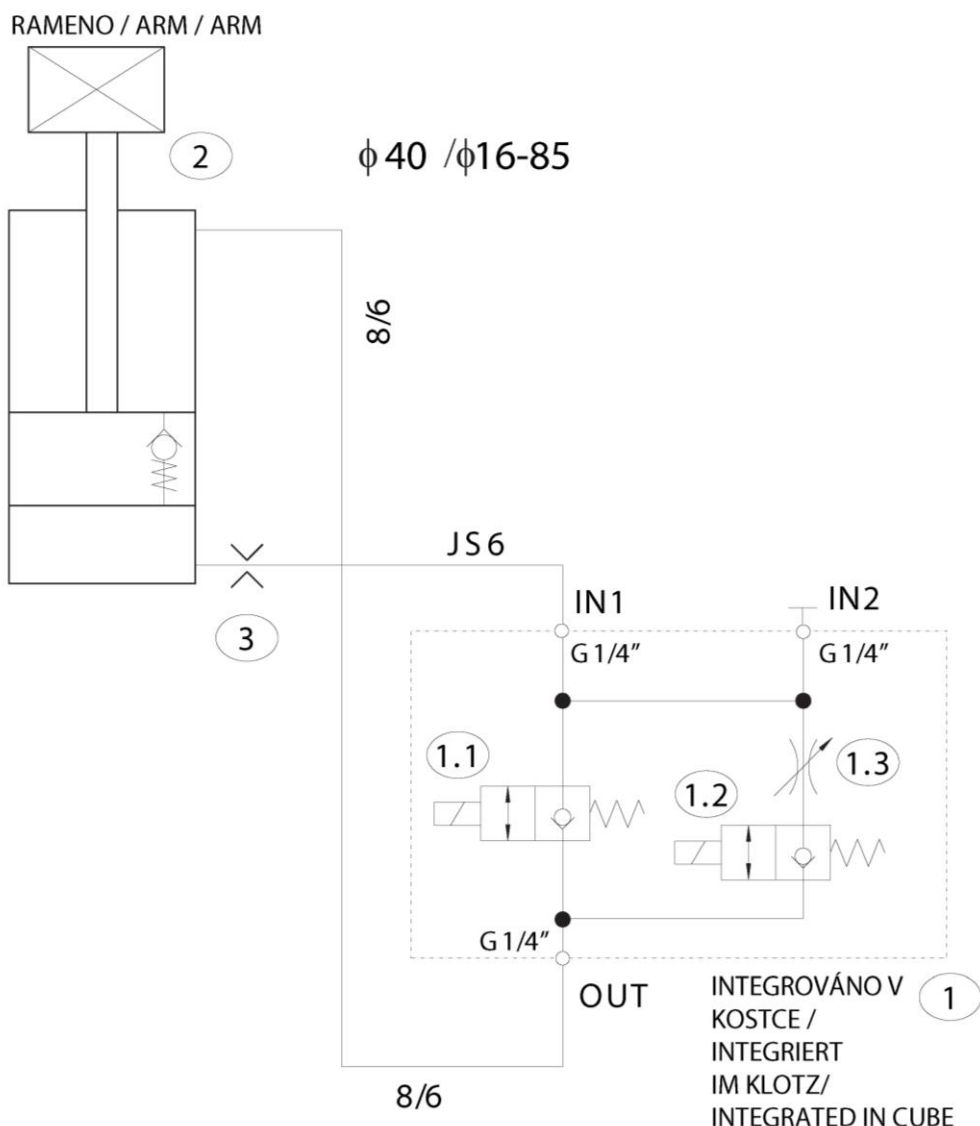 RAMENO / ARM / ARM
2
ϕ 40 /ϕ16-85
8/6
JS6
3
IN1
IN2
G 1/4”
G 1/4”
1.1
1.2
1.3
G 1/4”
OUT
INTEGROVÁNO V
KOSTCE /
INTEGRIERT
IM KLOTZ/
INTEGRATED IN CUBE
1
8/6